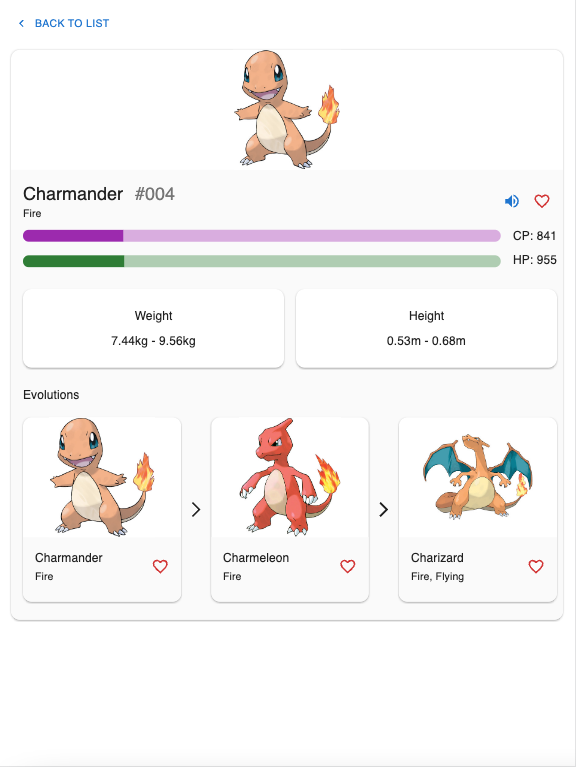 BACK TO LIST
Charmander #004
Fire
CP: 841
HP: 955
Weight
7.44kg - 9.56kg
Height
0.53m - 0.68m
Evolutions
Charmander
Fire
Charmeleon
Fire
Charizard
Fire, Flying